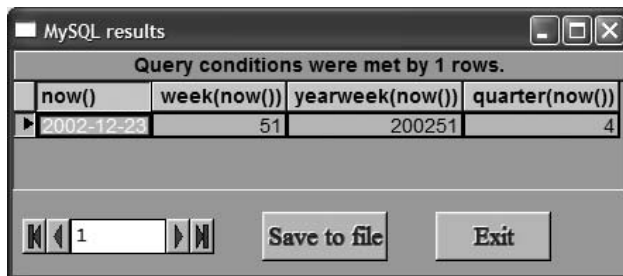 MySQL results
Query conditions were met by 1 rows.
now() week(now()) yearweek(now()) quarter(now())
2002-12-23 51 200251 4
1 Save to file Exit